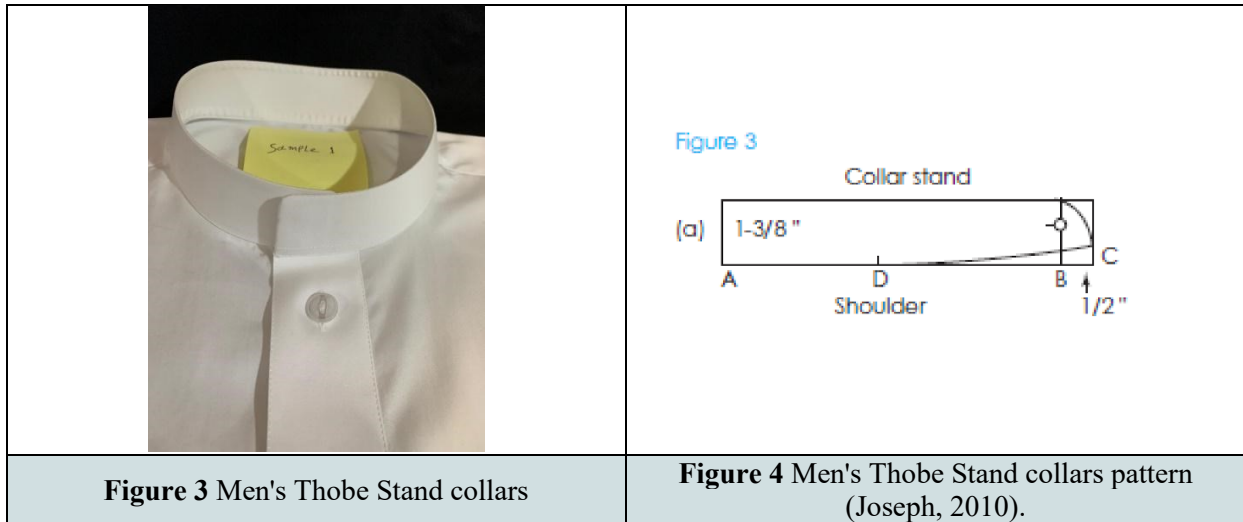 Sample 1
Figure 3
Collar stand
(a)
1-3/8 "
A
D
B
C
Shoulder
1/2 "
Figure 3 Men's Thobe Stand collars
Figure 4 Men's Thobe Stand collars pattern
(Joseph, 2010).